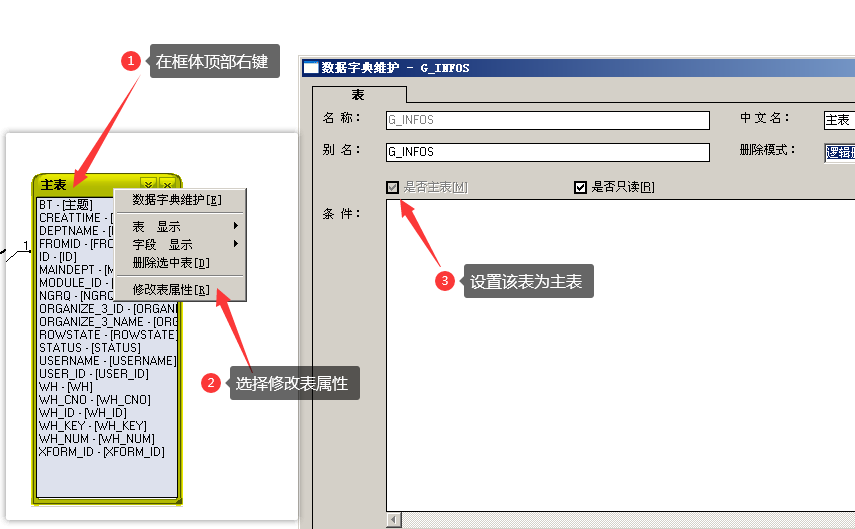 1 在框体顶部右键
数据字典维护 - G_INFOS
表
名 称：
G_INFOS
中 文 名：
主表
别 名：
G_INFOS
删除模式：
是否主表[M]
是否只读[R]
条 件：
主表
BT - [主题]
CREATTIME - [
DEPTNAME - [
FROMID - [FRO
ID - [ID]
MAINDEPT - [M
MODULE_ID - [
NGRQ - [NGRQ
ORGANIZE_3_ID - [ORGANI
ORGANIZE_3_NAME - [ORG
ROWSTATE - [ROWSTATE]
STATUS - [STATUS]
USERNAME - [USERNAME]
USER_ID - [USER_ID]
WH - [WH]
WH_CNO - [WH_CNO]
WH_ID - [WH_ID]
WH_KEY - [WH_KEY]
WH_NUM - [WH_NUM]
XFORM_ID - [XFORM_ID]
1
数据字典维护[E]
表 显示
字段 显示
删除选中表[D]
修改表属性[R]
3 设置该表为主表
2 选择修改表属性